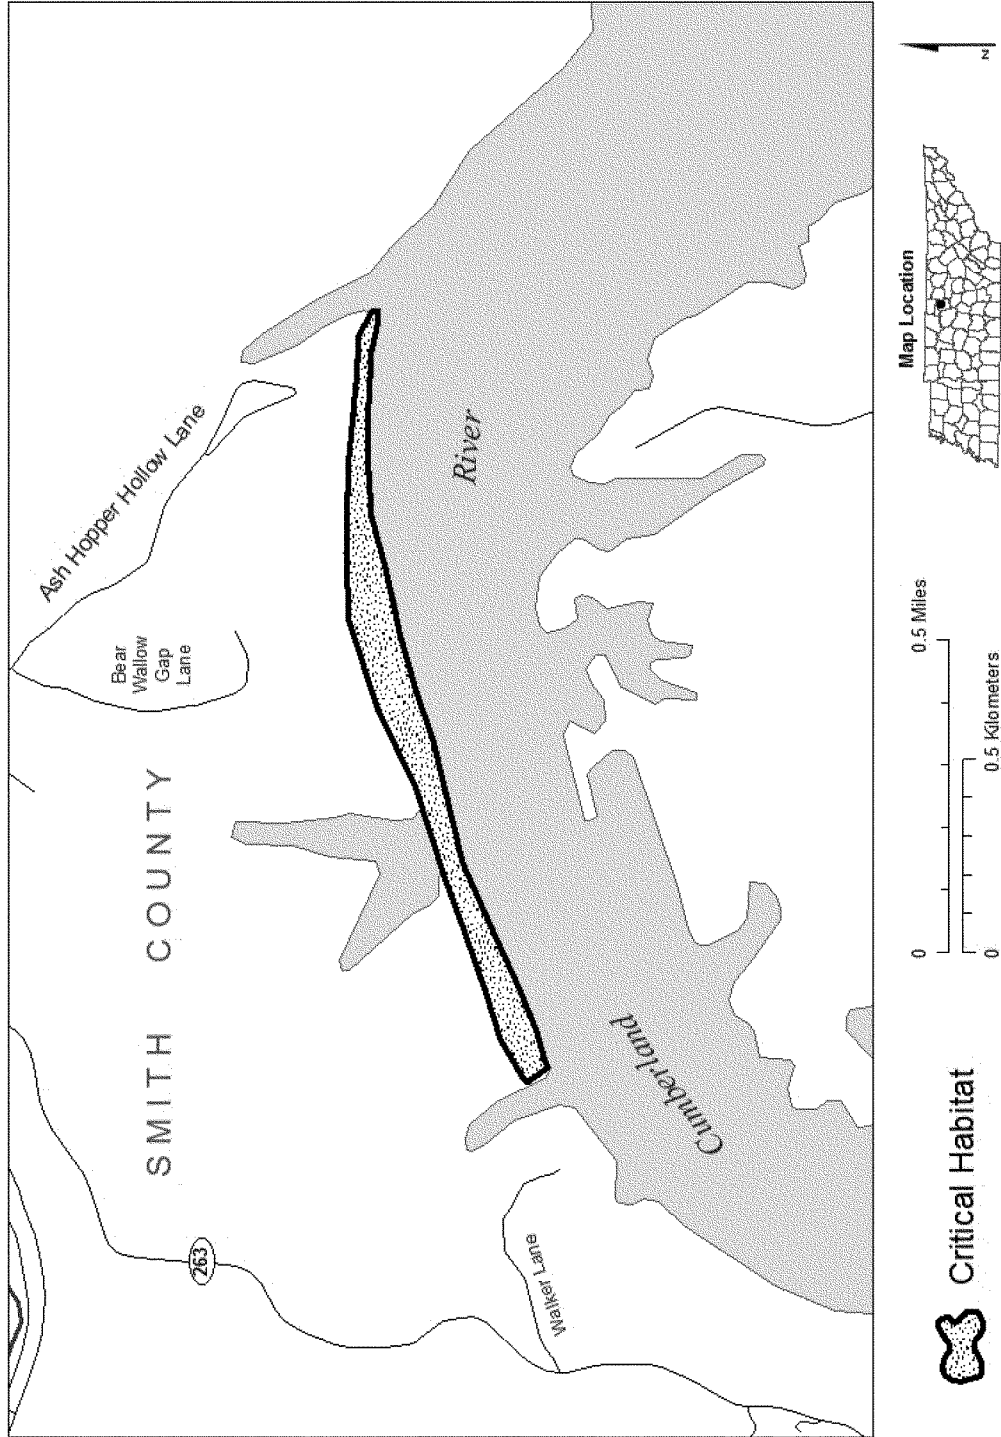 Ash Hopper Hollow Lane
Bear
Wallow
Gap
Lane
SMITH COUNTY
263
Walker Lane
River
Cumberland
Critical Habitat
0 0.5 Miles
0 0.5 Kilometers
Map Location
N